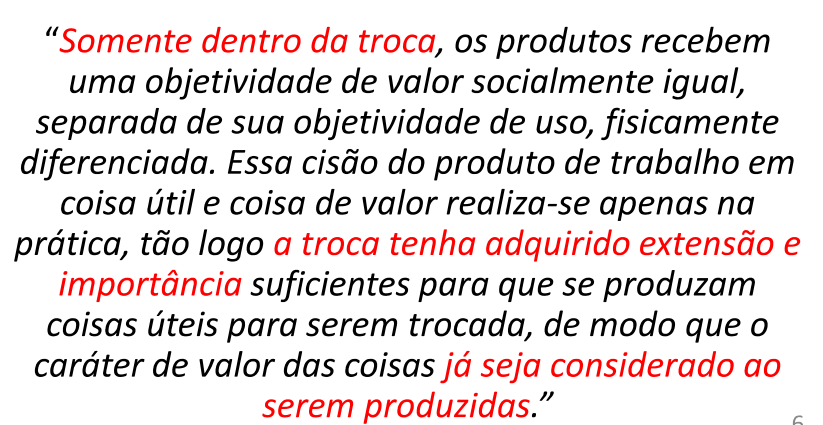 “Somente dentro da troca, os produtos recebem
uma objetividade de valor socialmente igual,
separada de sua objetividade de uso, fisicamente
diferenciada. Essa cisão do produto de trabalho em
coisa útil e coisa de valor realiza-se apenas na
prática, tão logo a troca tenha adquirido extensão e
importância suficientes para que se produzam
coisas úteis para serem trocada, de modo que o
caráter de valor das coisas já seja considerado ao
serem produzidas.”
6